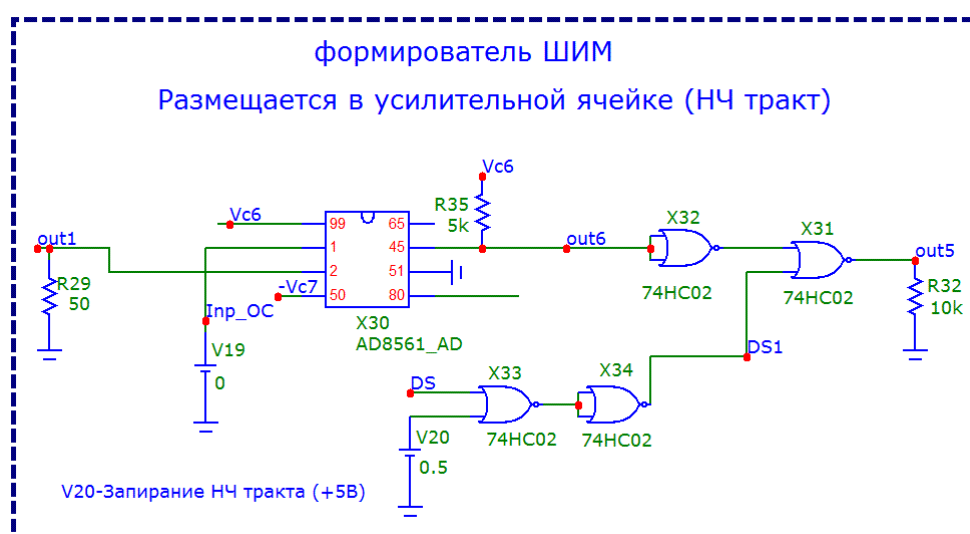 формирователь ШИМ
Размещается в усилительной ячейке (НЧ тракт)
Vc6
R35
5k
Vc6
99
65
X32
X31
out1
1
45
out6
out5
2
51
R29
50
-Vc7
50
80
74HC02
74HC02
R32
10k
Inp_OC
X30
AD8561_AD
V19
0
DS1
X33
X34
DS
V20
0.5
74HC02
74HC02
V20-Запирание НЧ тракта (+5В)